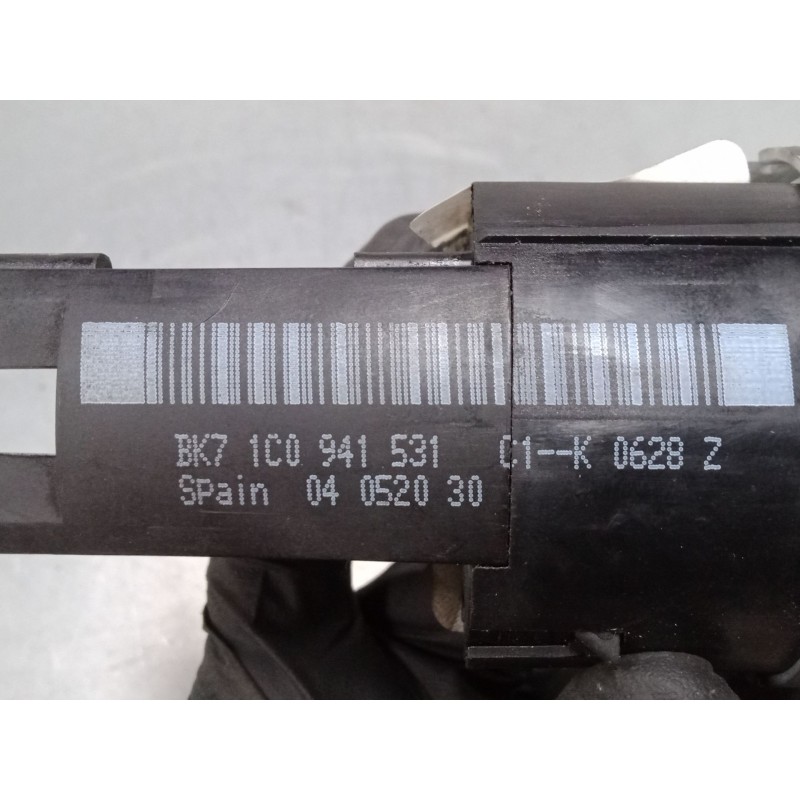 BK7 1C0 941 531 C1--K 0628 Z
Spain 04 0520 30